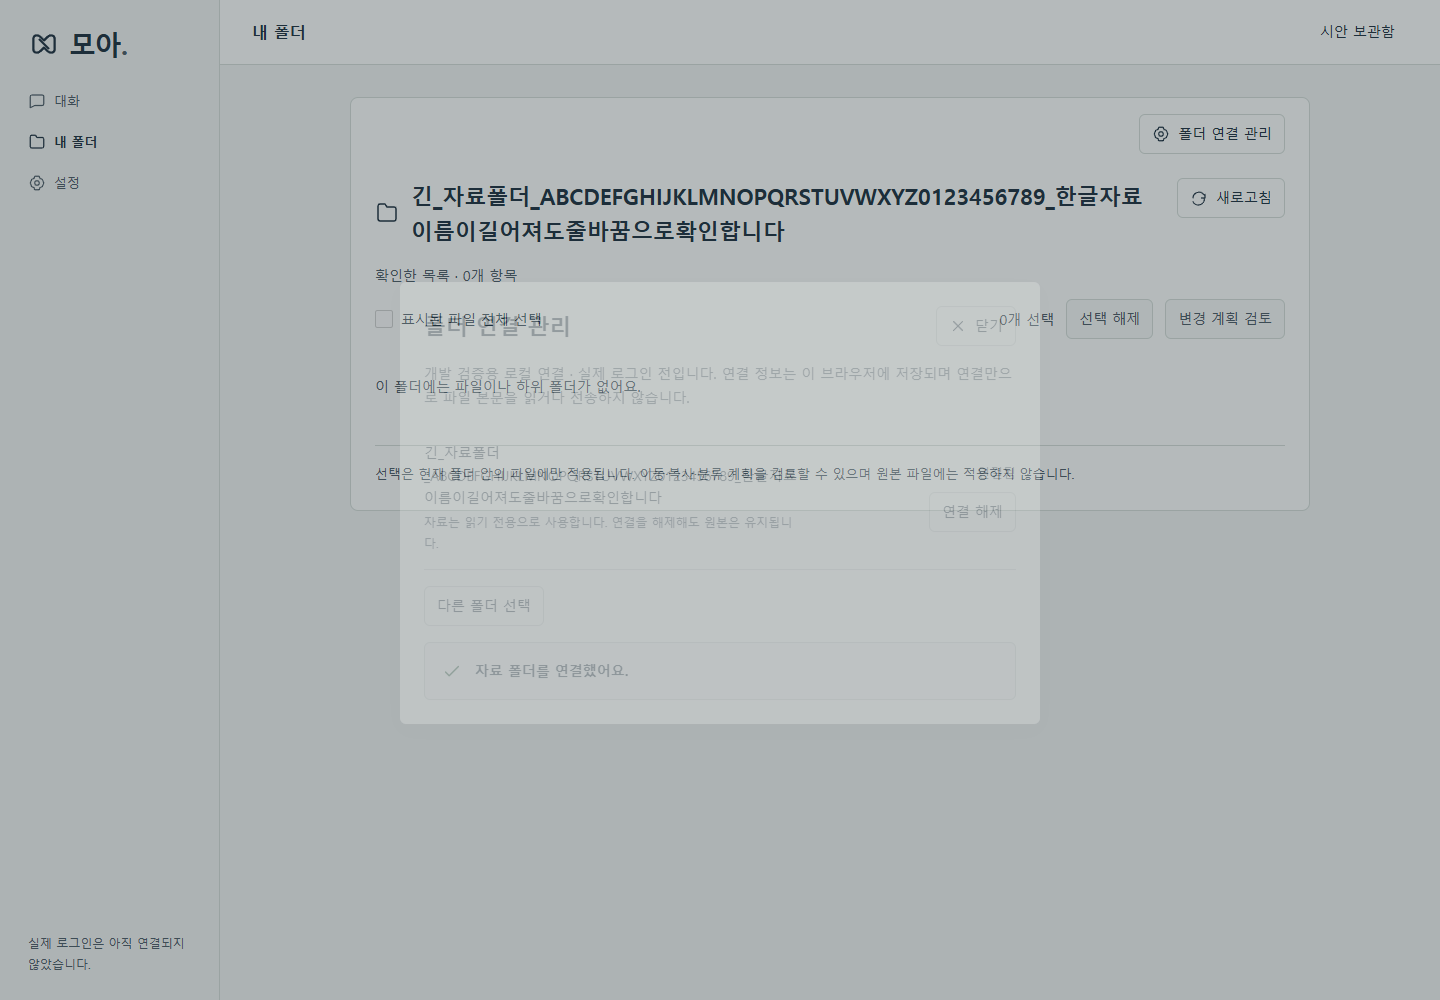 모아.
대화
내 폴더
설정
실제 로그인은 아직 연결되지
않았습니다.
내 폴더
시안 보관함
폴더 연결 관리
긴_자료폴더_ABCDEFGHIJKLMNOPQRSTUVWXYZ0123456789_한글자료
이름이길어져도줄바꿈으로확인합니다
새로고침
확인한 목록 · 0개 항목
표시된 파일 전체 선택
0개 선택
선택 해제
변경 계획 검토
이 폴더에는 파일이나 하위 폴더가 없어요.
선택은 현재 폴더 안의 파일에만 적용됩니다. 이동·복사·분류 계획을 검토할 수 있으며 원본 파일에는 적용하지 않습니다.
폴더 연결 관리
닫기
개발 검증용 로컬 연결 · 실제 로그인 전입니다. 연결 정보는 이 브라우저에 저장되며 연결만으
로 파일 본문을 읽거나 전송하지 않습니다.
긴_자료폴더
이름이길어져도줄바꿈으로확인합니다
자료는 읽기 전용으로 사용합니다. 연결을 해제해도 원본은 유지됩니
다.
연결 해제
다른 폴더 선택
자료 폴더를 연결했어요.